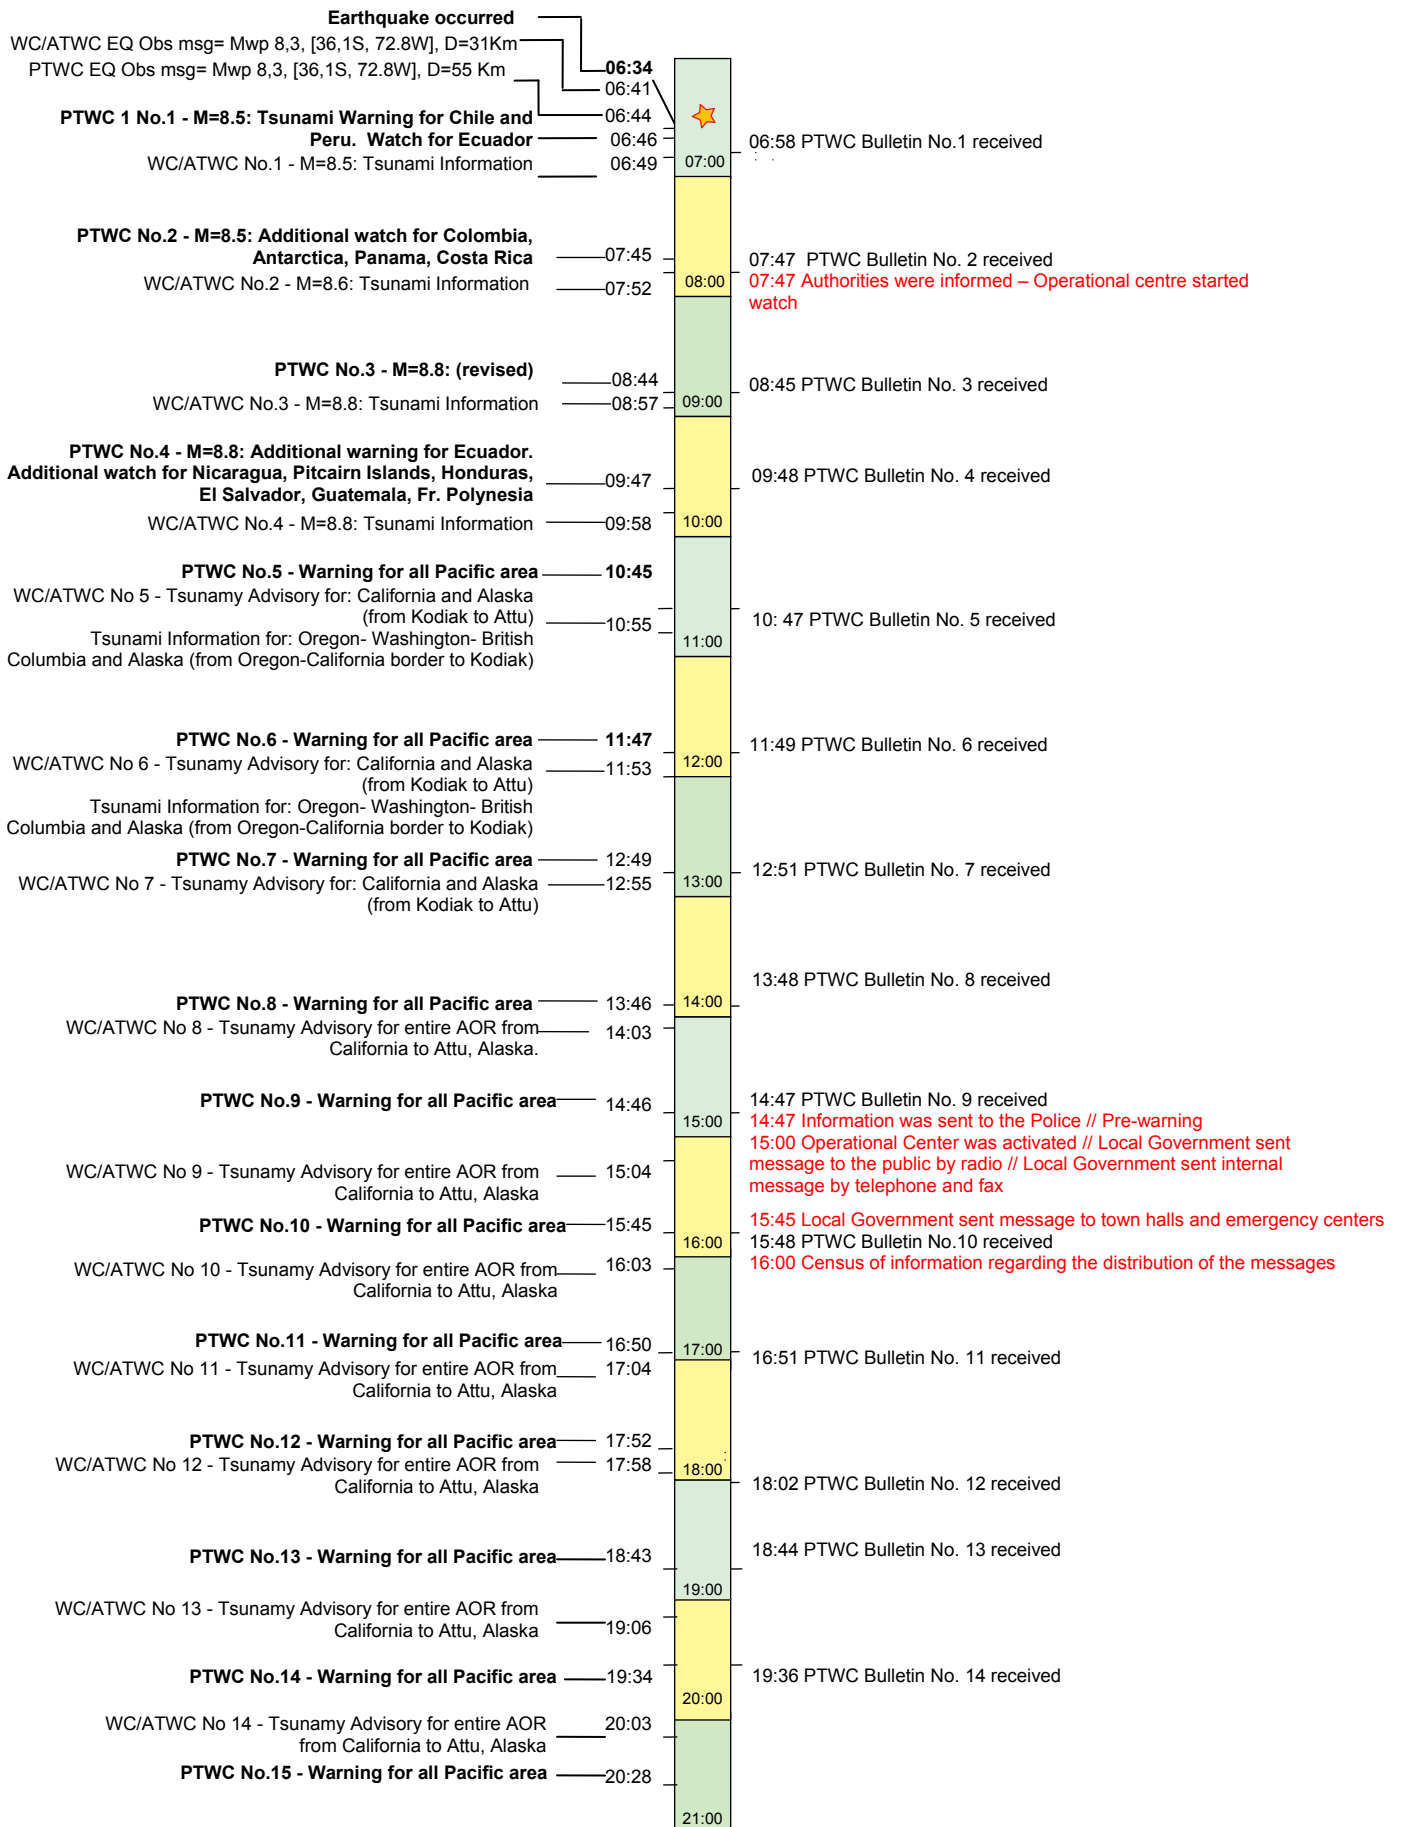 Earthquake occurred
WC/ATWC EQ Obs msg= Mwp 8,3, [36,1S, 72.8W], D=31Km
PTWC EQ Obs msg= Mwp 8,3, [36,1S, 72.8W], D=55 Km
06:34
06:41
06:44
PTWC 1 No.1 - M=8.5: Tsunami Warning for Chile and
Peru.  Watch for Ecuador
06:46
WC/ATWC No.1 - M=8.5: Tsunami Information
06:49
07:00
06:58 PTWC Bulletin No.1 received
PTWC No.2 - M=8.5: Additional watch for Colombia,
Antarctica, Panama, Costa Rica
07:45
WC/ATWC No.2 - M=8.6: Tsunami Information
07:52
08:00
07:47  PTWC Bulletin No. 2 received
07:47 Authorities were informed – Operational centre started
watch
PTWC No.3 - M=8.8: (revised)
08:44
WC/ATWC No.3 - M=8.8: Tsunami Information
08:57
09:00
08:45 PTWC Bulletin No. 3 received
PTWC No.4 - M=8.8: Additional warning for Ecuador.
Additional watch for Nicaragua, Pitcairn Islands, Honduras,
El Salvador, Guatemala, Fr. Polynesia
09:47
WC/ATWC No.4 - M=8.8: Tsunami Information
09:58
10:00
09:48 PTWC Bulletin No. 4 received
PTWC No.5 - Warning for all Pacific area
10:45
WC/ATWC No 5 - Tsunamy Advisory for: California and Alaska
(from Kodiak to Attu)
10:55
Tsunami Information for: Oregon- Washington- British
Columbia and Alaska (from Oregon-California border to Kodiak)
11:00
10: 47 PTWC Bulletin No. 5 received
PTWC No.6 - Warning for all Pacific area
11:47
WC/ATWC No 6 - Tsunamy Advisory for: California and Alaska
(from Kodiak to Attu)
11:53
Tsunami Information for: Oregon- Washington- British
Columbia and Alaska (from Oregon-California border to Kodiak)
12:00
11:49 PTWC Bulletin No. 6 received
PTWC No.7 - Warning for all Pacific area
12:49
WC/ATWC No 7 - Tsunamy Advisory for: California and Alaska
(from Kodiak to Attu)
12:55
13:00
12:51 PTWC Bulletin No. 7 received
PTWC No.8 - Warning for all Pacific area
13:46
14:00
13:48 PTWC Bulletin No. 8 received
WC/ATWC No 8 - Tsunamy Advisory for entire AOR from
California to Attu, Alaska.
14:03
PTWC No.9 - Warning for all Pacific area
14:46
15:00
14:47 PTWC Bulletin No. 9 received
14:47 Information was sent to the Police // Pre-warning
15:00 Operational Center was activated // Local Government sent
message to the public by radio // Local Government sent internal
message by telephone and fax
WC/ATWC No 9 - Tsunamy Advisory for entire AOR from
California to Attu, Alaska
15:04
PTWC No.10 - Warning for all Pacific area
15:45
16:00
15:45 Local Government sent message to town halls and emergency centers
15:48 PTWC Bulletin No.10 received
16:00 Census of information regarding the distribution of the messages
WC/ATWC No 10 - Tsunamy Advisory for entire AOR from
California to Attu, Alaska
16:03
PTWC No.11 - Warning for all Pacific area
16:50
17:00
16:51 PTWC Bulletin No. 11 received
WC/ATWC No 11 - Tsunamy Advisory for entire AOR from
California to Attu, Alaska
17:04
PTWC No.12 - Warning for all Pacific area
17:52
WC/ATWC No 12 - Tsunamy Advisory for entire AOR from
California to Attu, Alaska
17:58
18:00
18:02 PTWC Bulletin No. 12 received
PTWC No.13 - Warning for all Pacific area
18:43
19:00
18:44 PTWC Bulletin No. 13 received
WC/ATWC No 13 - Tsunamy Advisory for entire AOR from
California to Attu, Alaska
19:06
PTWC No.14 - Warning for all Pacific area
19:34
20:00
19:36 PTWC Bulletin No. 14 received
WC/ATWC No 14 - Tsunamy Advisory for entire AOR
from California to Attu, Alaska
20:03
PTWC No.15 - Warning for all Pacific area
20:28
21:00